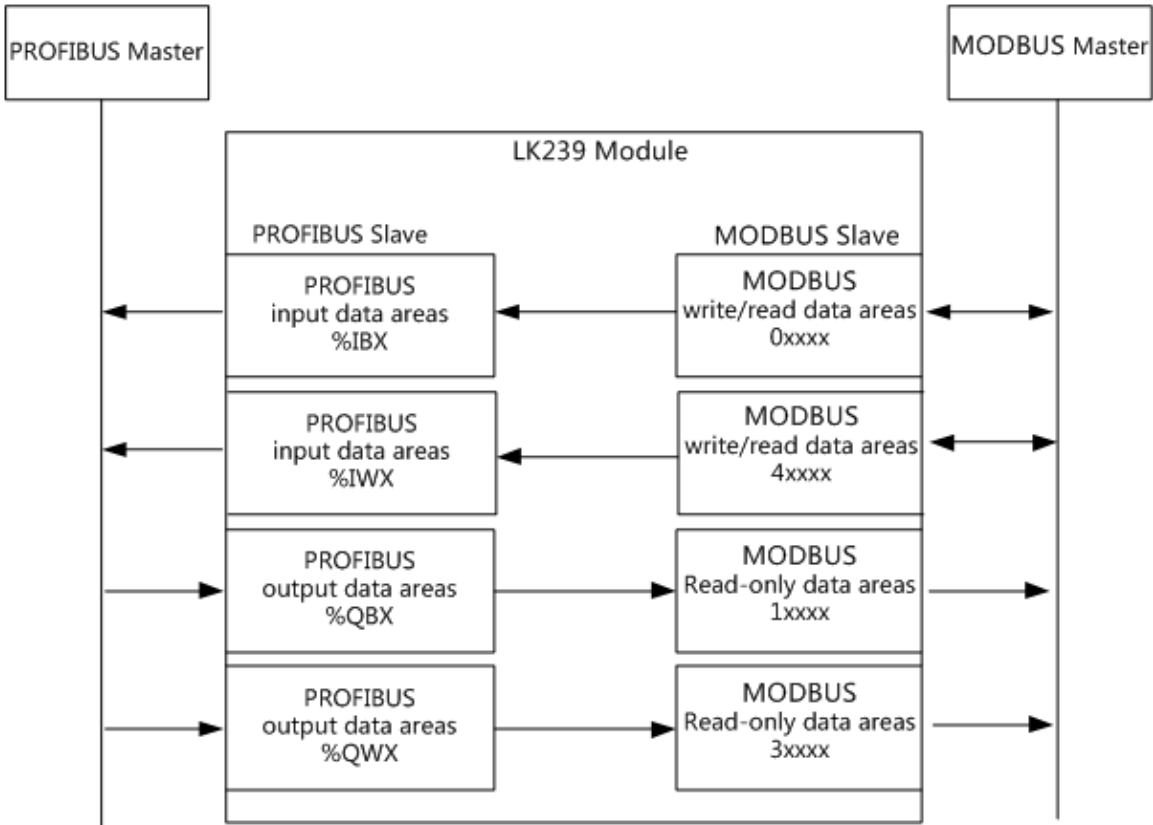 PROFIBUS Master
MODBUS Master
LK239 Module
PROFIBUS Slave
MODBUS Slave
PROFIBUS
input data areas
%IBX
MODBUS
write/read data areas
0xxxx
PROFIBUS
input data areas
%IWX
MODBUS
write/read data areas
4xxxx
PROFIBUS
output data areas
%QBX
MODBUS
Read-only data areas
1xxxx
PROFIBUS
output data areas
%QWX
MODBUS
Read-only data areas
3xxxx